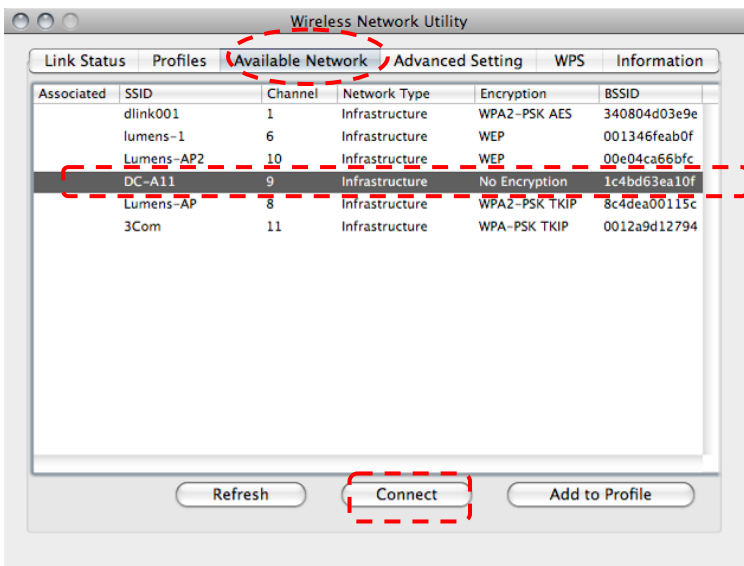 Wireless Network Utility
Link Status Profiles Available Network Advanced Setting WPS Information
Associated SSID Channel Network Type Encryption BSSID
dlink001 1 Infrastructure WPA2-PSK AES 340804d03e9e
lumens-1 6 Infrastructure WEP 001346feab0f
Lumens-AP2 10 Infrastructure WEP 00e04ca66bfc
DC-A11 9 Infrastructure No Encryption 1c4bd63ea10f
Lumens-AP 8 Infrastructure WPA2-PSK TKIP 8c4dea00115c
3Com 11 Infrastructure WPA-PSK TKIP 0012a9d12794
Refresh Connect Add to Profile